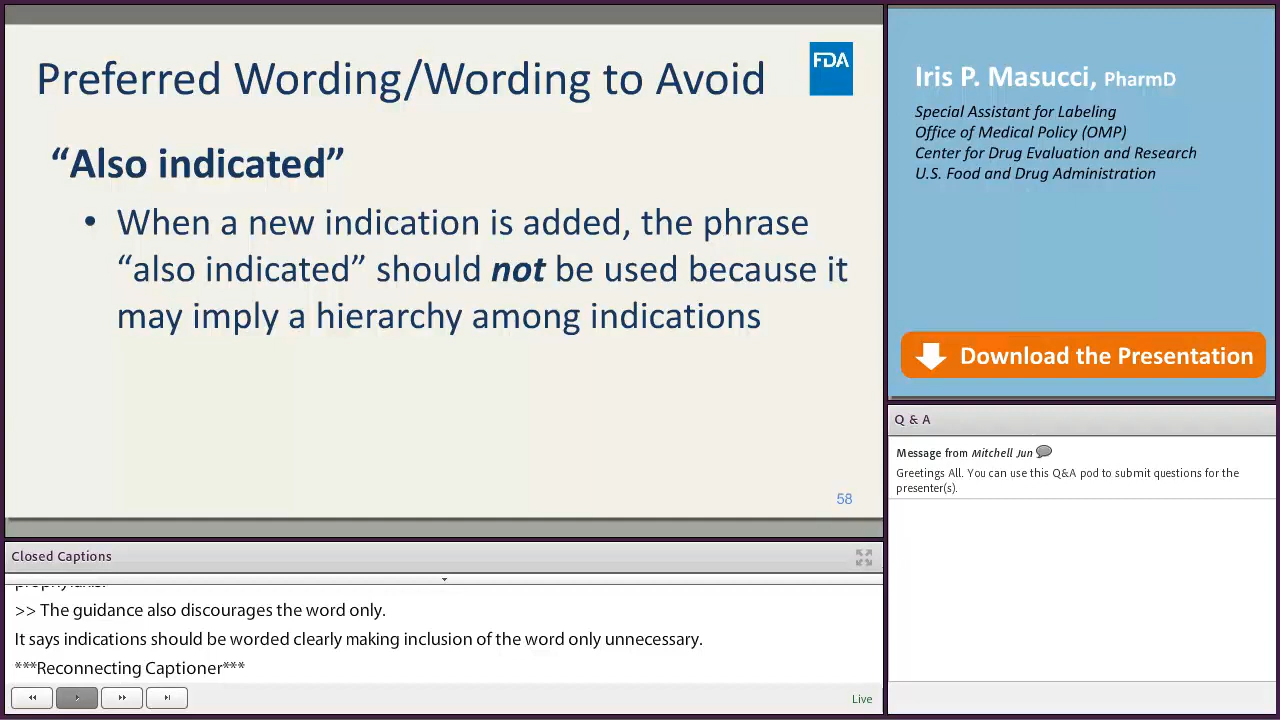 Preferred Wording/Wording to Avoid
FDA
“Also indicated”
• When a new indication is added, the phrase
“also indicated” should not be used because it
may imply a hierarchy among indications
58
Iris P. Masucci, PharmD
Special Assistant for Labeling
Office of Medical Policy (OMP)
Center for Drug Evaluation and Research
U.S. Food and Drug Administration
Download the Presentation
Q & A
Message from Mitchell Jun
Greetings All. You can use this Q&A pod to submit questions for the
presenter(s).
Closed Captions
>> The guidance also discourages the word only.
It says indications should be worded clearly making inclusion of the word only unnecessary.
***Reconnecting Captioner***
Live